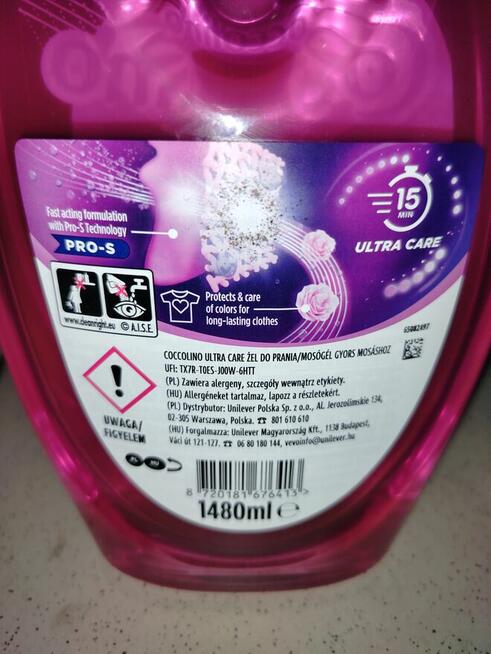 Fast acting formulation
with Pro-S Technology
PRO-S
15
MIN
ULTRA CARE
Protects & care
of colors for
long-lasting clothes
www.cleanright.eu © A.I.S.E.
65082497
COCCOLINO ULTRA CARE ŻEL DO PRANIA/MOSÓGÉL GYORS MOSÁSHOZ
UFI: TX7R-T0ES-J00W-6HTT
(PL) Zawiera alergeny, szczegóły wewnątrz etykiety.
(HU) Allergéneket tartalmaz, lapozz a részletekért.
(PL) Dystrybutor: Unilever Polska Sp. z o.o., Al. Jerozolimskie 134,
02-305 Warszawa, Polska. ☎ 801 610 610
(HU) Forgalmazza: Unilever Magyarország Kft., 1138 Budapest,
Váci út 121-127. ☎ 06 80 180 144, vevoinfo@unilever.hu
UWAGA/
FIGYELEM
PL HU
8 720181 676413 >
1480ml ℮